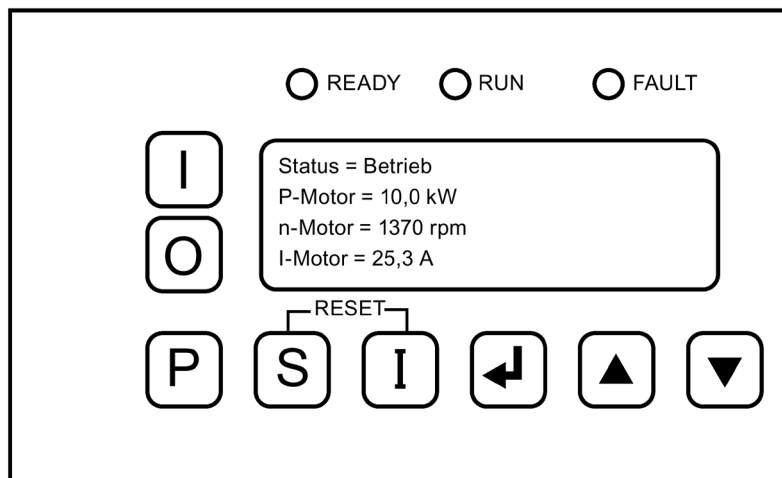 READY RUN FAULT
I
Status = Betrieb
P-Motor = 10,0 kW
n-Motor = 1370 rpm
I-Motor = 25,3 A
O
RESET
P S I